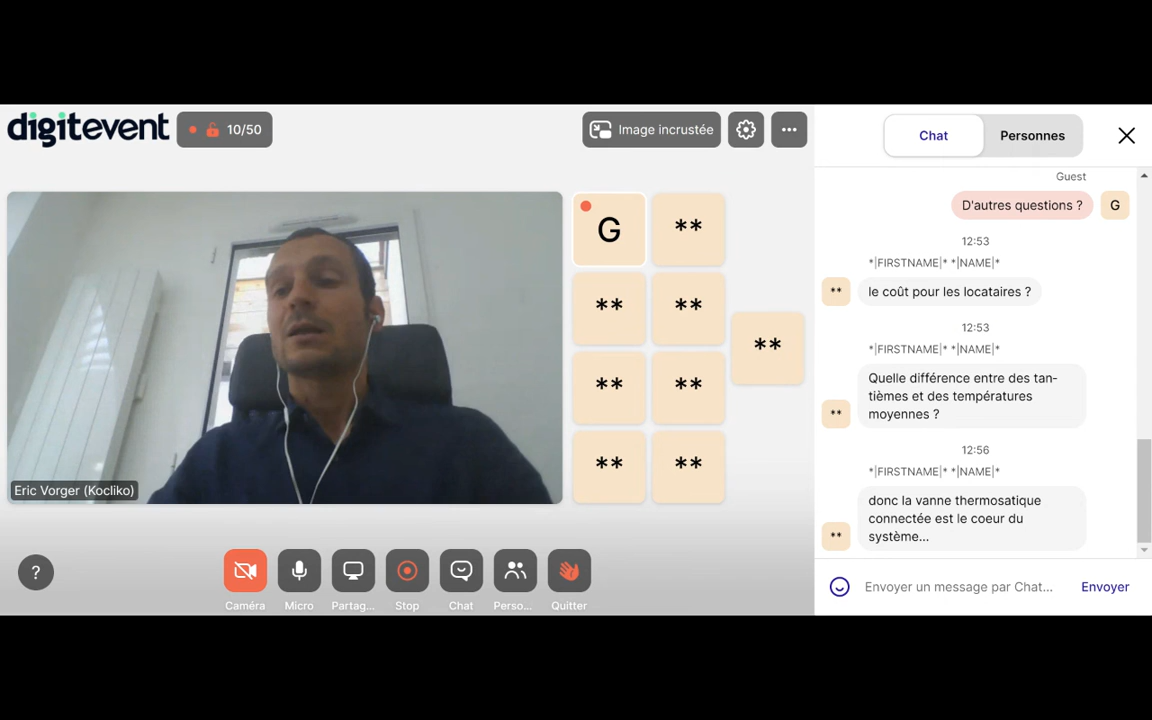 digitevent
10/50
Image incrustée
Chat
Personnes
Guest
D'autres questions ?
G
12:53
*|FIRSTNAME|* *|NAME|*
**
le coût pour les locataires ?
12:53
*|FIRSTNAME|* *|NAME|*
Quelle différence entre des tan-
tièmes et des températures
moyennes ?
**
12:56
*|FIRSTNAME|* *|NAME|*
donc la vanne thermosatique
connectée est le coeur du
système...
**
G
**
**
**
**
**
**
**
**
Eric Vorger (Kocliko)
?
Caméra
Micro
Partag...
Stop
Chat
Perso...
Quitter
Envoyer un message par Chat...
Envoyer